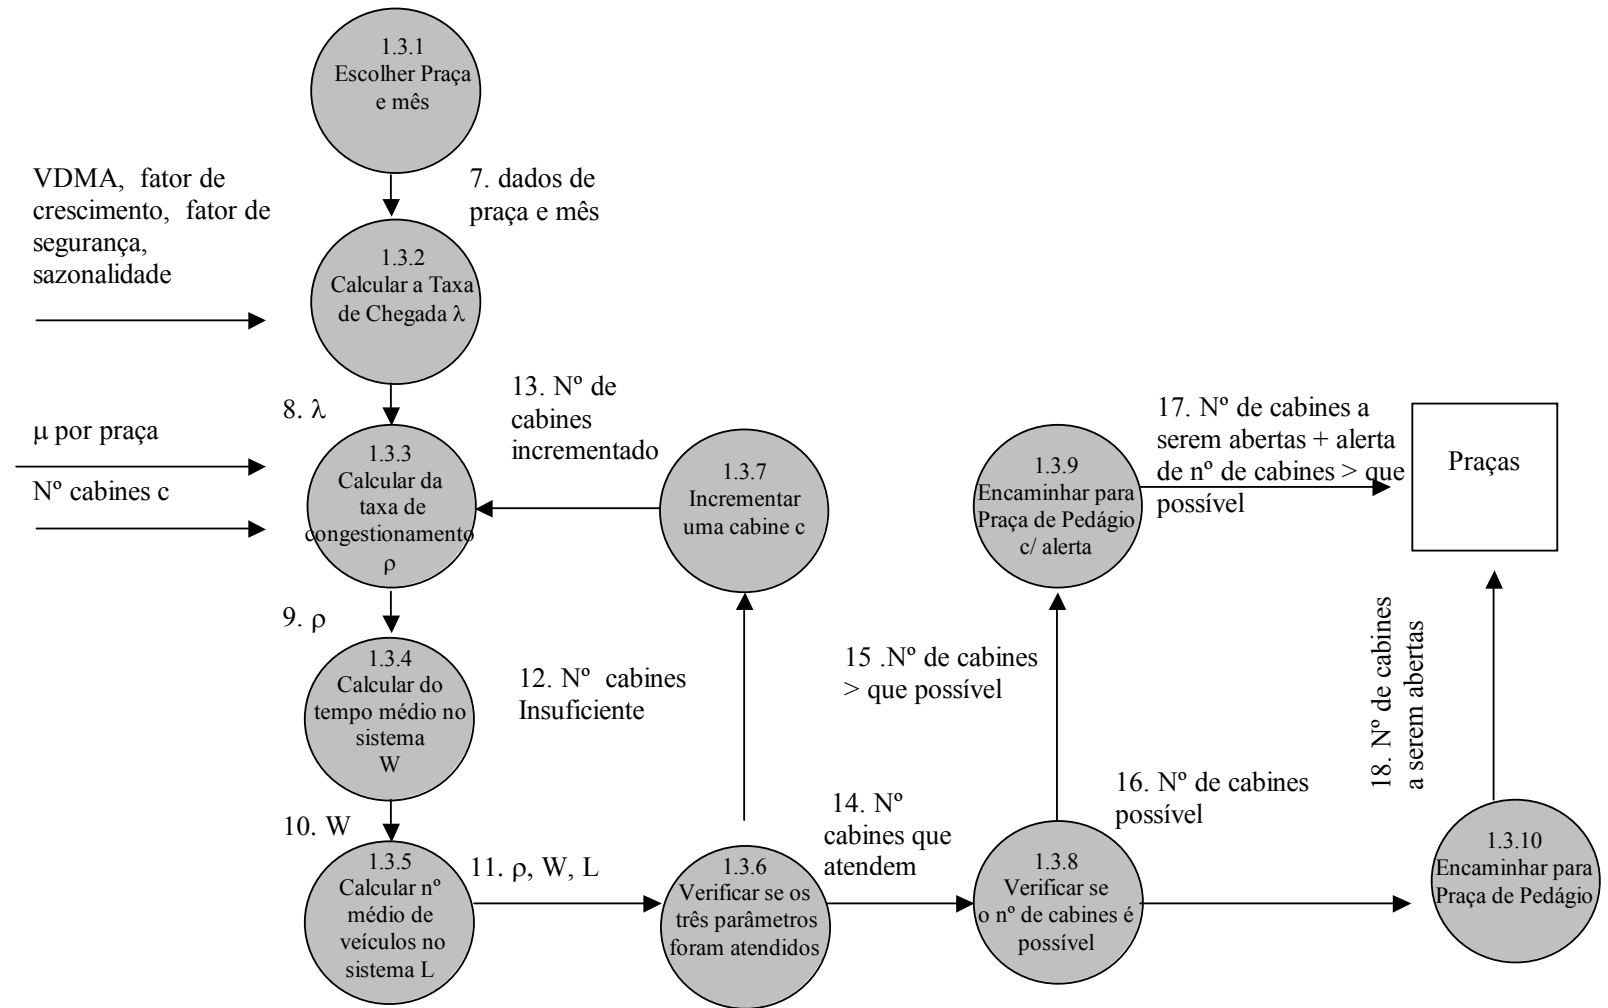 1.3.1
Escolher Praça
e mês
VDMA, fator de
crescimento, fator de
segurança,
sazonalidade
7. dados de
praça e mês
1.3.2
Calcular a Taxa
de Chegada λ
8. λ
µ por praça
Nº cabines c
1.3.3
Calcular da
taxa de
congestionamento
ρ
13. Nº de
cabines
incrementado
1.3.7
Incrementar
uma cabine c
1.3.9
Encaminhar para
Praça de Pedágio
c/ alerta
17. Nº de cabines a
serem abertas + alerta
de nº de cabines > que
possível
Praças
9. ρ
1.3.4
Calcular do
tempo médio no
sistema
W
12. Nº cabines
Insuficiente
15 .Nº de cabines
> que possível
18. Nº de cabines
a serem abertas
10. W
1.3.5
Calcular nº
médio de
veículos no
sistema L
11. ρ, W, L
1.3.6
Verificar se os
três parâmetros
foram atendidos
14. Nº
cabines que
atendem
1.3.8
Verificar se
o nº de cabines é
possível
16. Nº de cabines
possível
1.3.10
Encaminhar para
Praça de Pedágio